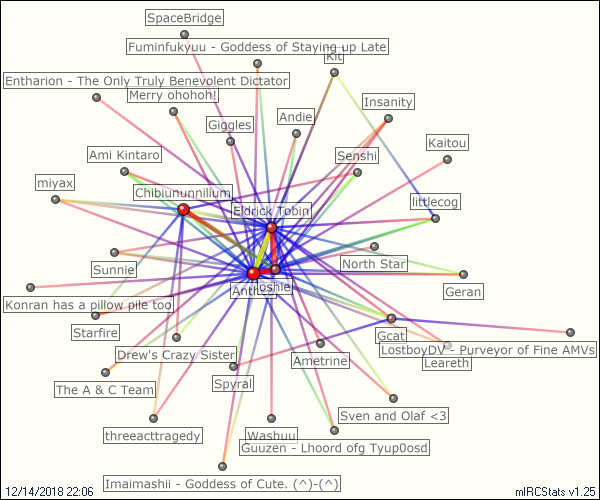 SpaceBridge
Fuminfukyuu - Goddess of Staying up Late
Kit
Entharion - The Only Truly Benevolent Dictator
Merry ohohoh!
Insanity
Andie
Giggles
Kaitou
Ami Kintaro
Senshi
miyax
Chibiununnilium
littlecog
Eldrick Tobin
North Star
Sunnie
Geran
Joshie
Konran has a pillow pile too
Starfire
Gcat
Drew's Crazy Sister
LostboyDV - Purveyor of Fine AMVs
Ametrine
Leareth
Spyral
The A & C Team
Sven and Olaf <3
threeacttragedy
Washuu
Guuzen - Lhoord ofg Tyup0osd
Imaimashii - Goddess of Cute. (^)-(^)
12/14/2018 22:06
mIRCStats v1.25